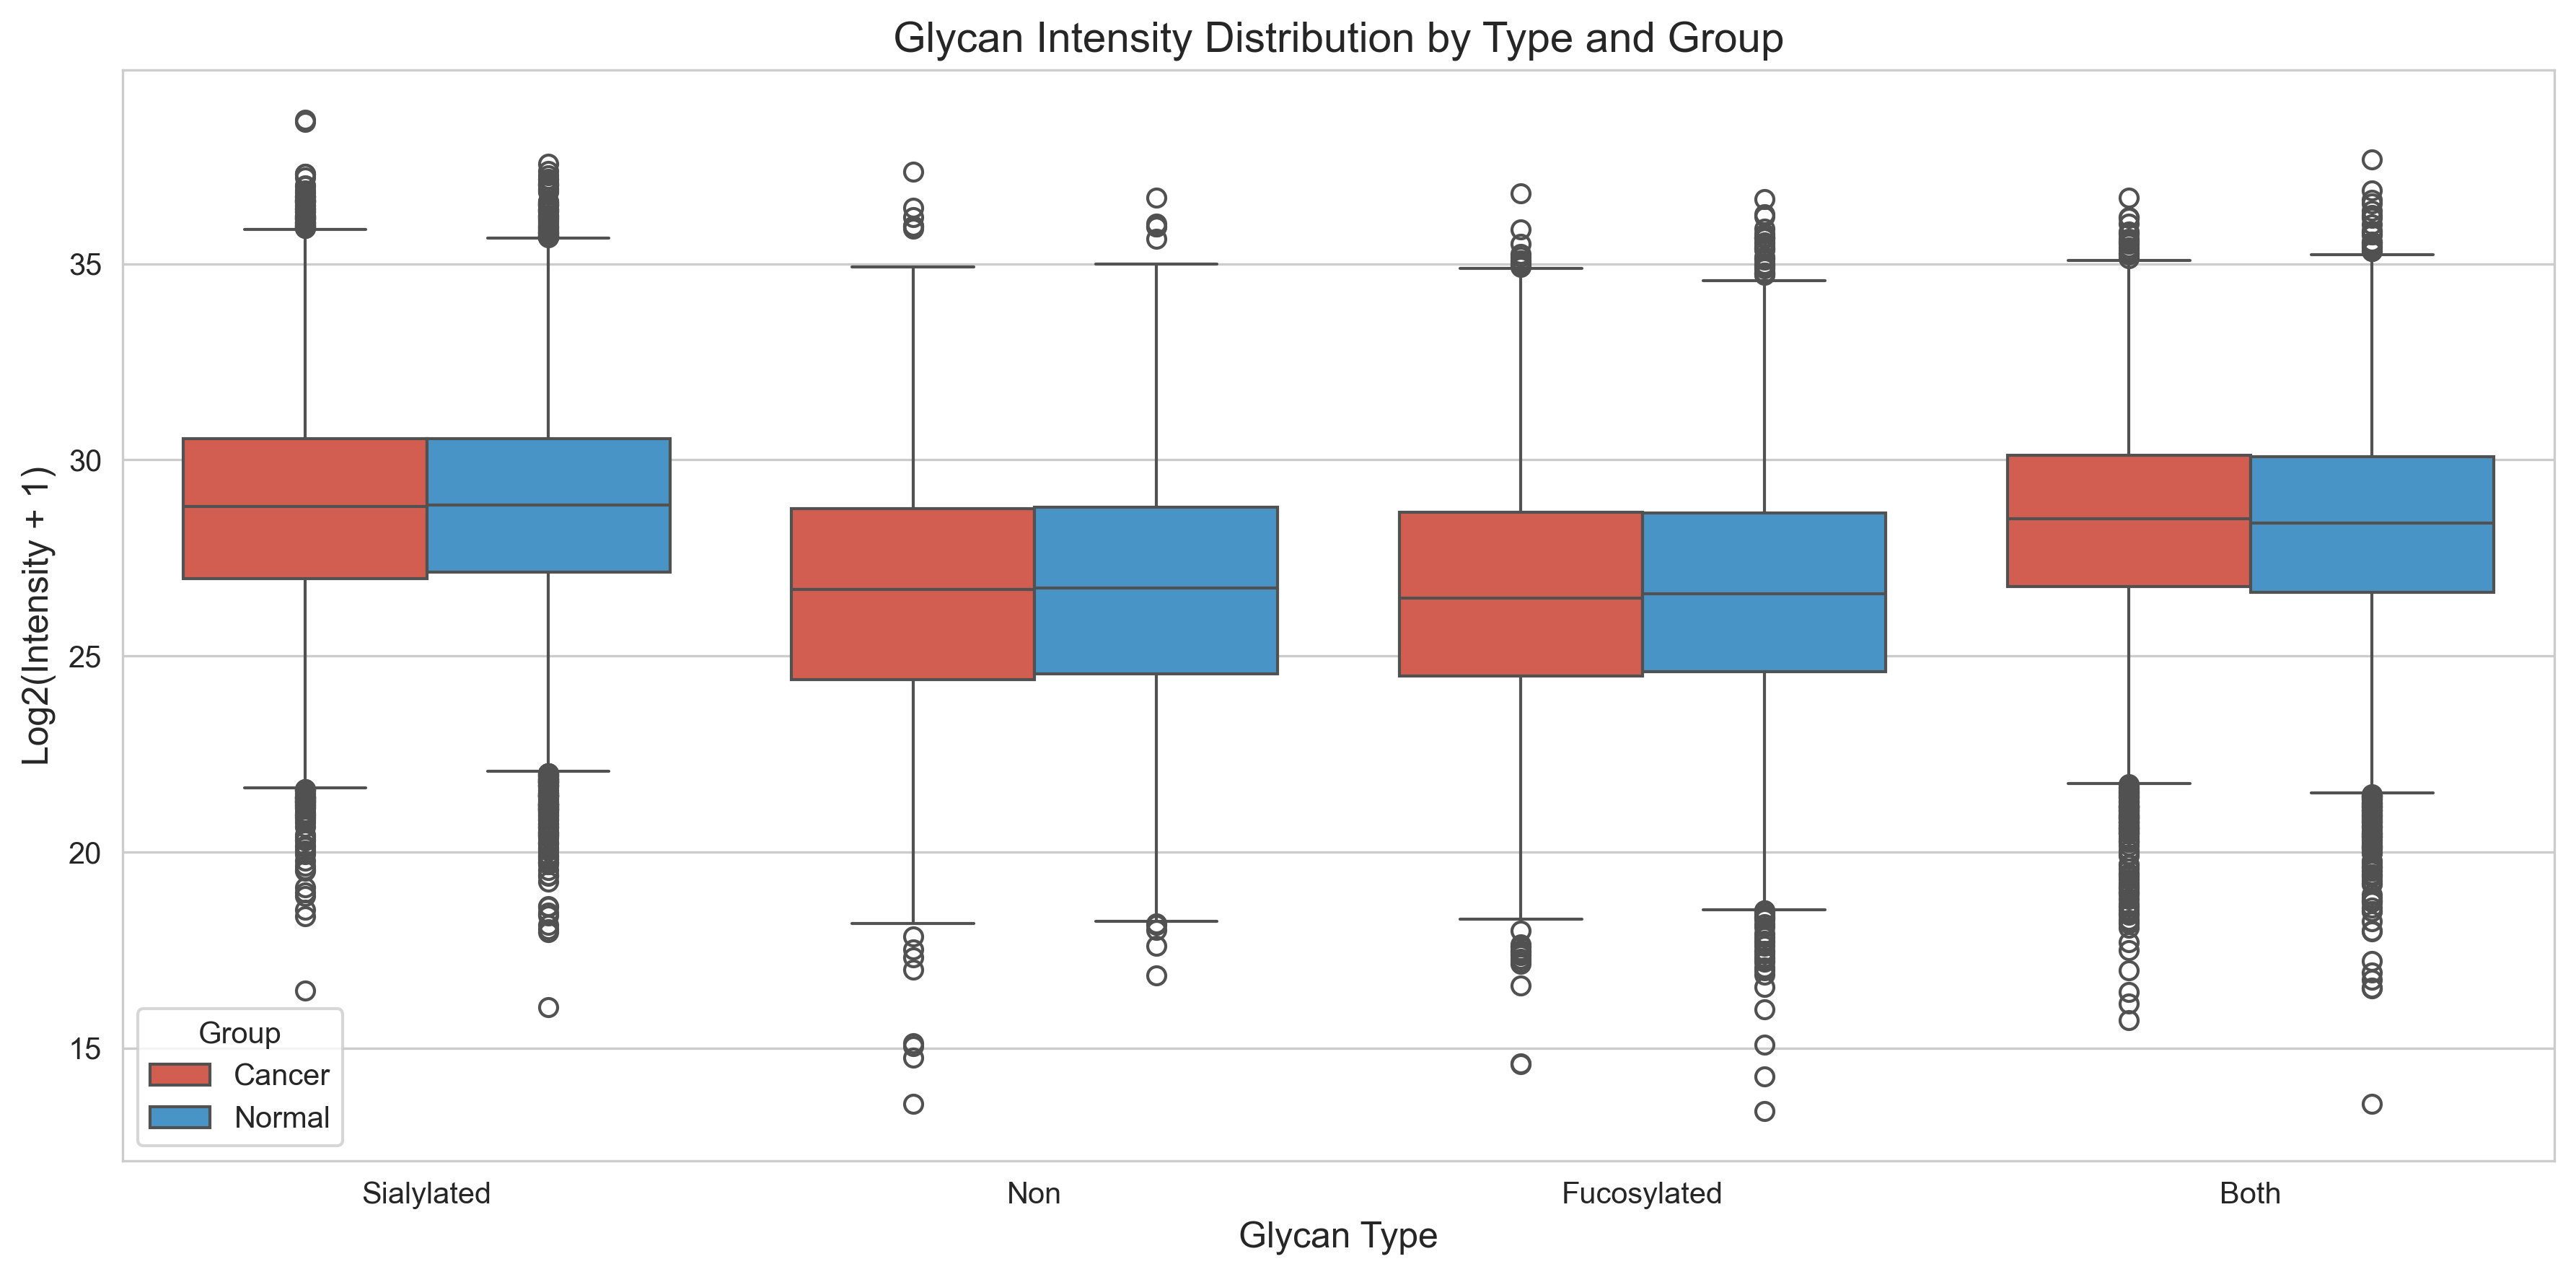 Glycan Intensity Distribution by Type and Group
Log2(Intensity + 1)
35
30
25
20
15
Group
Cancer
Normal
Sialylated
Non
Fucosylated
Both
Glycan Type